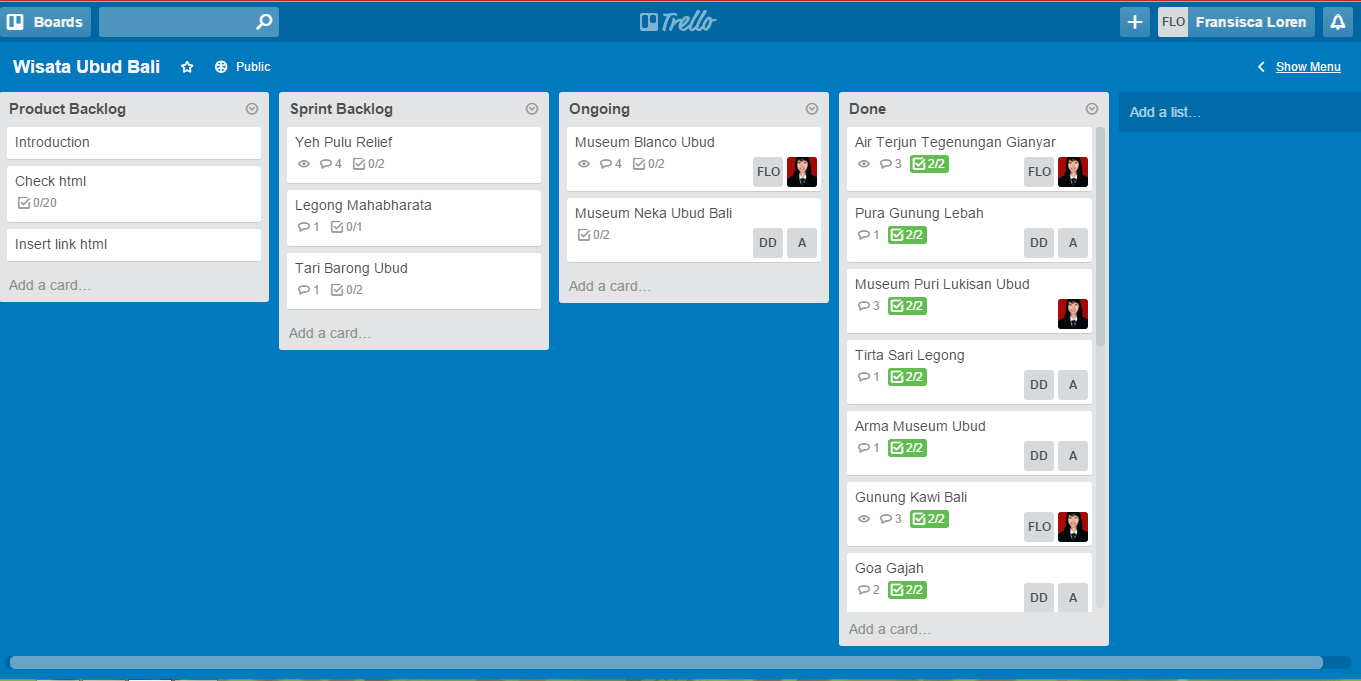 Boards
Trello
FLO Fransisca Loren
Wisata Ubud Bali Public
Show Menu
Product Backlog
Introduction
Check html
0/20
Insert link html
Add a card...
Sprint Backlog
Yeh Pulu Relief
4 0/2
Legong Mahabharata
1 0/1
Tari Barong Ubud
1 0/2
Add a card...
Ongoing
Museum Blanco Ubud
4 0/2
FLO
Museum Neka Ubud Bali
0/2
DD A
Add a card...
Done
Air Terjun Tegenungan Gianyar
3 2/2
FLO
Pura Gunung Lebah
1 2/2
DD A
Museum Puri Lukisan Ubud
3 2/2
Tirta Sari Legong
1 2/2
DD A
Arma Museum Ubud
1 2/2
DD A
Gunung Kawi Bali
3 2/2
FLO
Goa Gajah
2 2/2
DD A
Add a card...
Add a list...